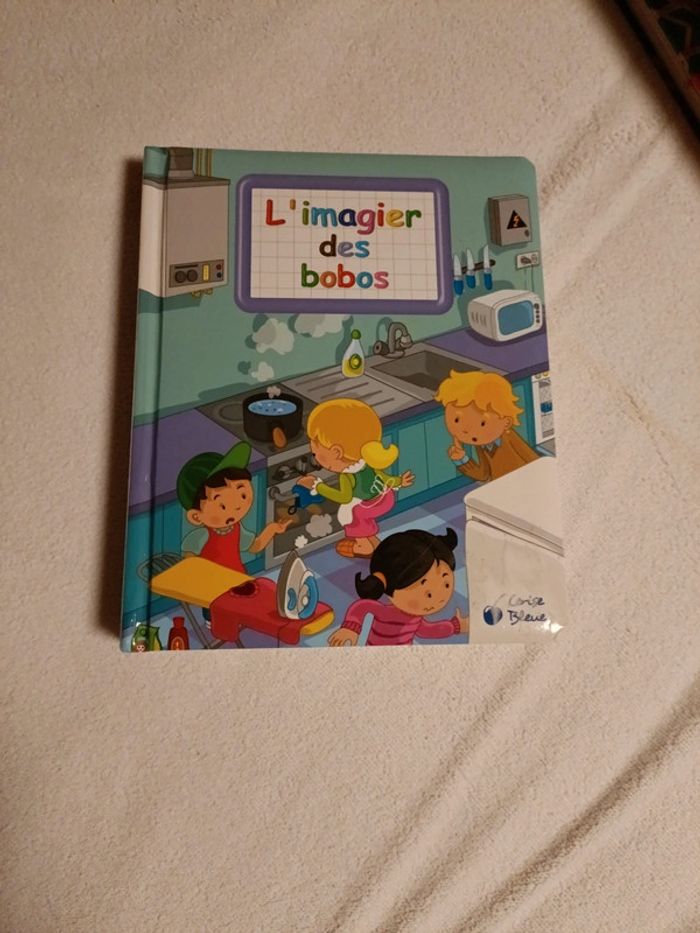 L'imagier
des
bobos
Cerise
Bleue